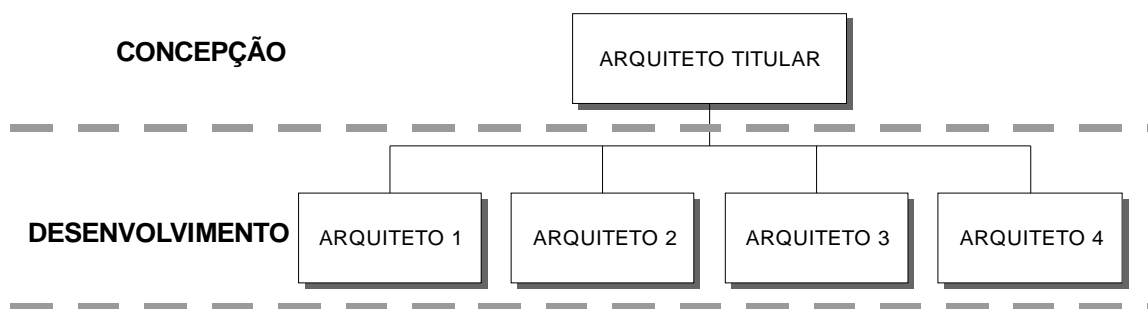 CONCEPÇÃO
ARQUITETO TITULAR
DESENVOLVIMENTO
ARQUITETO 1
ARQUITETO 2
ARQUITETO 3
ARQUITETO 4